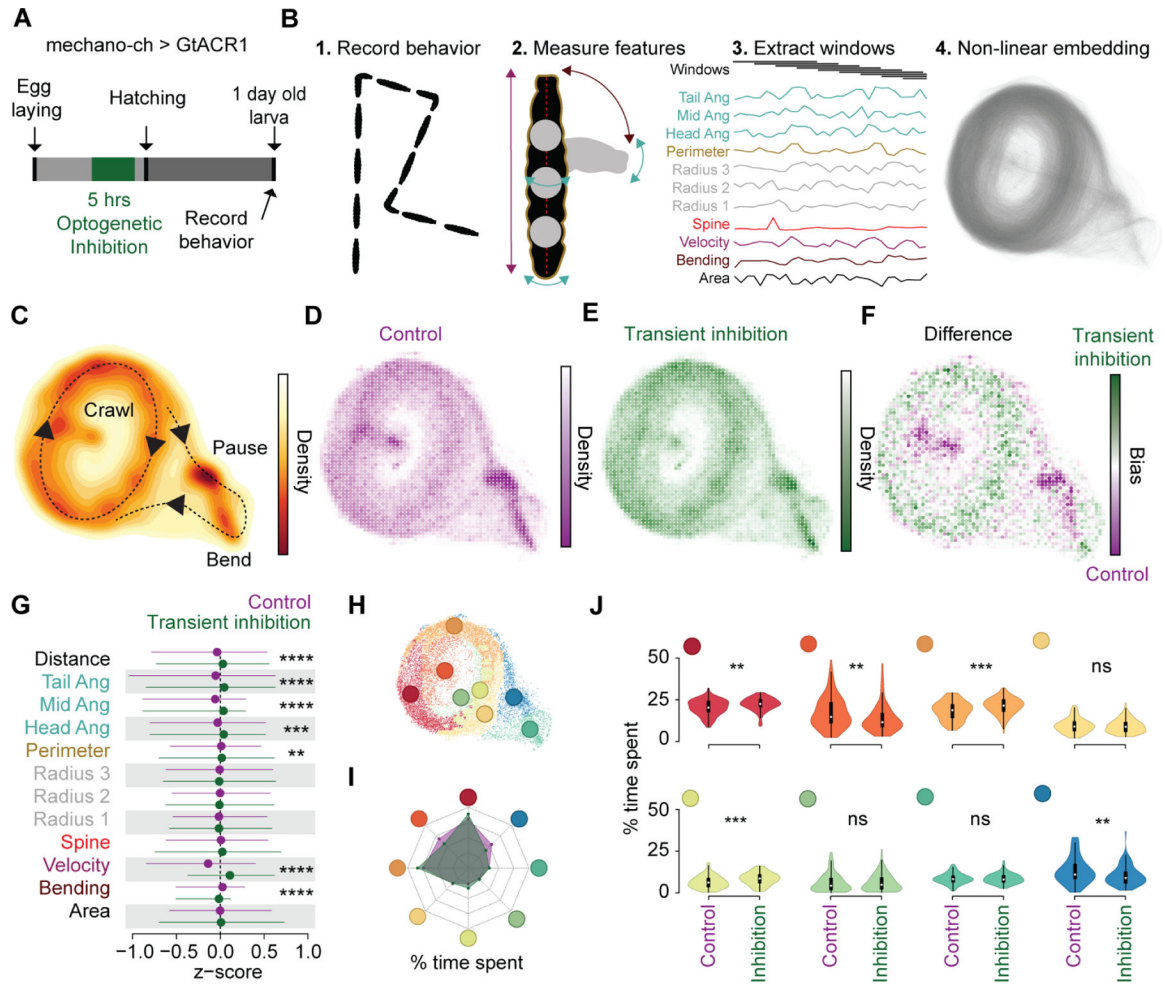 A
mechano-ch > GtACR1
Egg laying
Hatching
1 day old larva
5 hrs
Optogenetic
Inhibition
Record
behavior
B
1. Record behavior
2. Measure features
3. Extract windows
Windows
Tail Ang
Mid Ang
Head Ang
Perimeter
Radius 3
Radius 2
Radius 1
Spine
Velocity
Bending
Area
4. Non-linear embedding
C
Crawl
Pause
Bend
Density
D
Control
Density
E
Transient inhibition
Density
F
Difference
Transient
inhibition
Bias
Control
G
Control
Transient inhibition
Distance ****
Tail Ang ****
Mid Ang ****
Head Ang ***
Perimeter **
Radius 3
Radius 2
Radius 1
Spine
Velocity ****
Bending ****
Area
−1.0 −0.5 0.0 0.5 1.0
z−score
H
I
% time spent
J
% time spent
50
25
0
** ** *** ns
50
25
0
*** ns ns **
Control Inhibition Control Inhibition Control Inhibition Control Inhibition